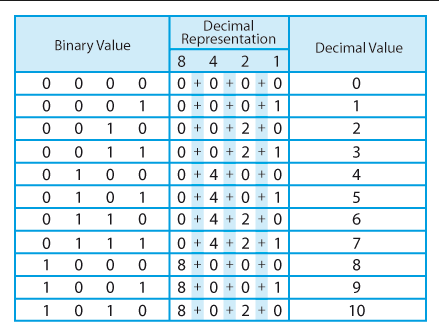 Binary Value Decimal Representation Decimal Value
8 4 2 1
0 0 0 0 0 + 0 + 0 + 0 0
0 0 0 1 0 + 0 + 0 + 1 1
0 0 1 0 0 + 0 + 2 + 0 2
0 0 1 1 0 + 0 + 2 + 1 3
0 1 0 0 0 + 4 + 0 + 0 4
0 1 0 1 0 + 4 + 0 + 1 5
0 1 1 0 0 + 4 + 2 + 0 6
0 1 1 1 0 + 4 + 2 + 1 7
1 0 0 0 8 + 0 + 0 + 0 8
1 0 0 1 8 + 0 + 0 + 1 9
1 0 1 0 8 + 0 + 2 + 0 10